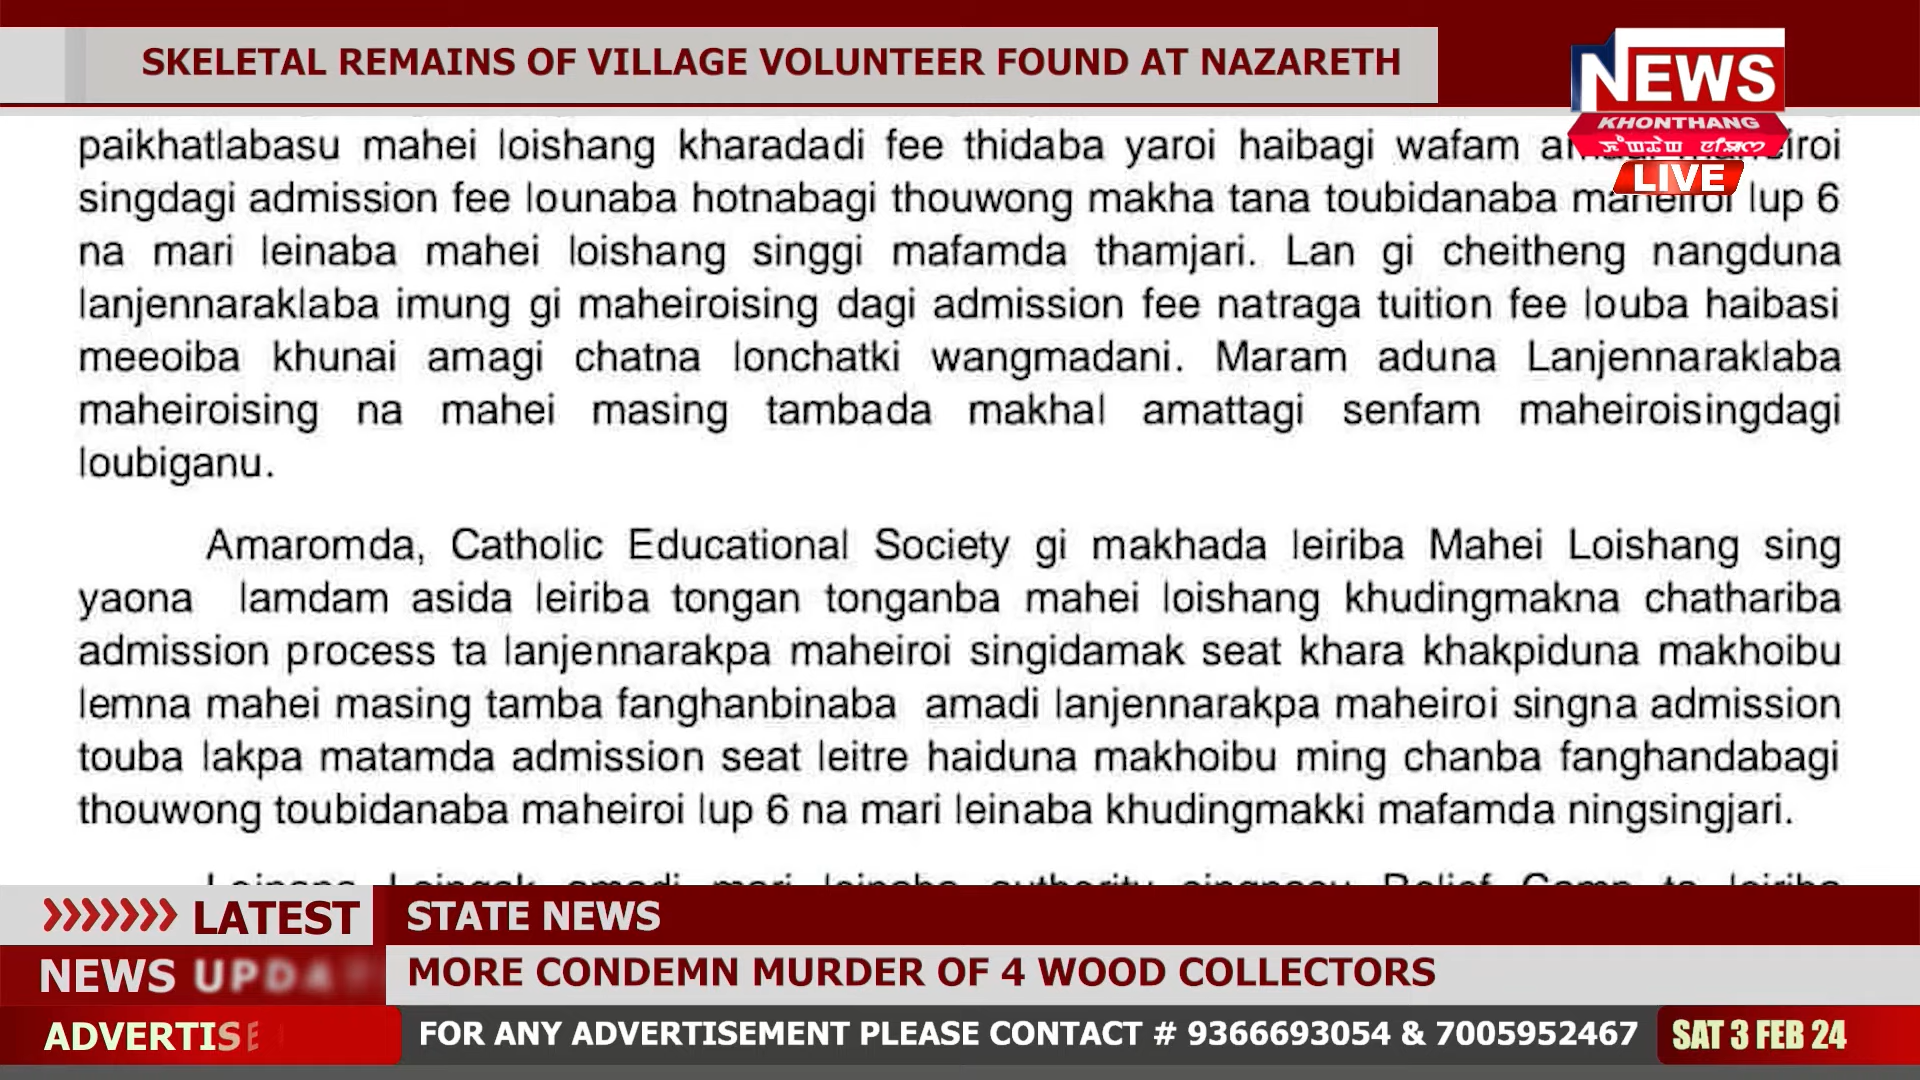 SKELETAL REMAINS OF VILLAGE VOLUNTEER FOUND AT NAZARETH
NEWS
KHONTHANG
LIVE
paikhatlabasu mahei loishang kharadadi fee thidaba yaroi haibagi wafam
singdagi admission fee lounaba hotnabagi thouwong makha tana toubidanaba maheiroi lup 6
na mari leinaba mahei loishang singgi mafamda thamjari. Lan gi cheitheng nangduna
lanjennaraklaba imung gi maheiroising dagi admission fee natraga tuition fee louba haibasi
meeoiba khunai amagi chatna lonchatki wangmadani. Maram aduna Lanjennaraklaba
maheiroising na mahei masing tambada makhal amattagi senfam maheiroisingdagi
loubiganu.
Amaromda, Catholic Educational Society gi makhada leiriba Mahei Loishang sing
yaona lamdam asida leiriba tongan tonganba mahei loishang khudingmakna chathariba
admission process ta lanjennarakpa maheiroi singidamak seat khara khakpiduna makhoibu
lemna mahei masing tamba fanghanbinaba amadi lanjennarakpa maheiroi singna admission
touba lakpa matamda admission seat leitre haiduna makhoibu ming chanba fanghandabagi
thouwong toubidanaba maheiroi lup 6 na mari leinaba khudingmakki mafamda ningsingjari.
LATEST
STATE NEWS
NEWS UPDA
MORE CONDEMN MURDER OF 4 WOOD COLLECTORS
ADVERTISE
FOR ANY ADVERTISEMENT PLEASE CONTACT # 9366693054 & 7005952467
SAT 3 FEB 24